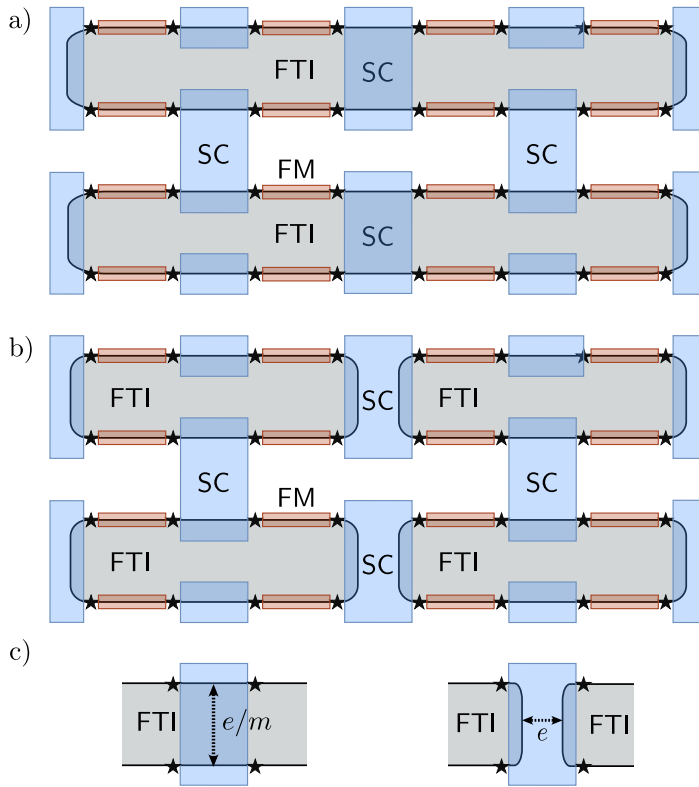 a)
FTI SC
SC FM SC
FTI SC
b)
FTI SC FTI
SC FM SC
FTI SC FTI
c)
FTI e/m FTI e FTI